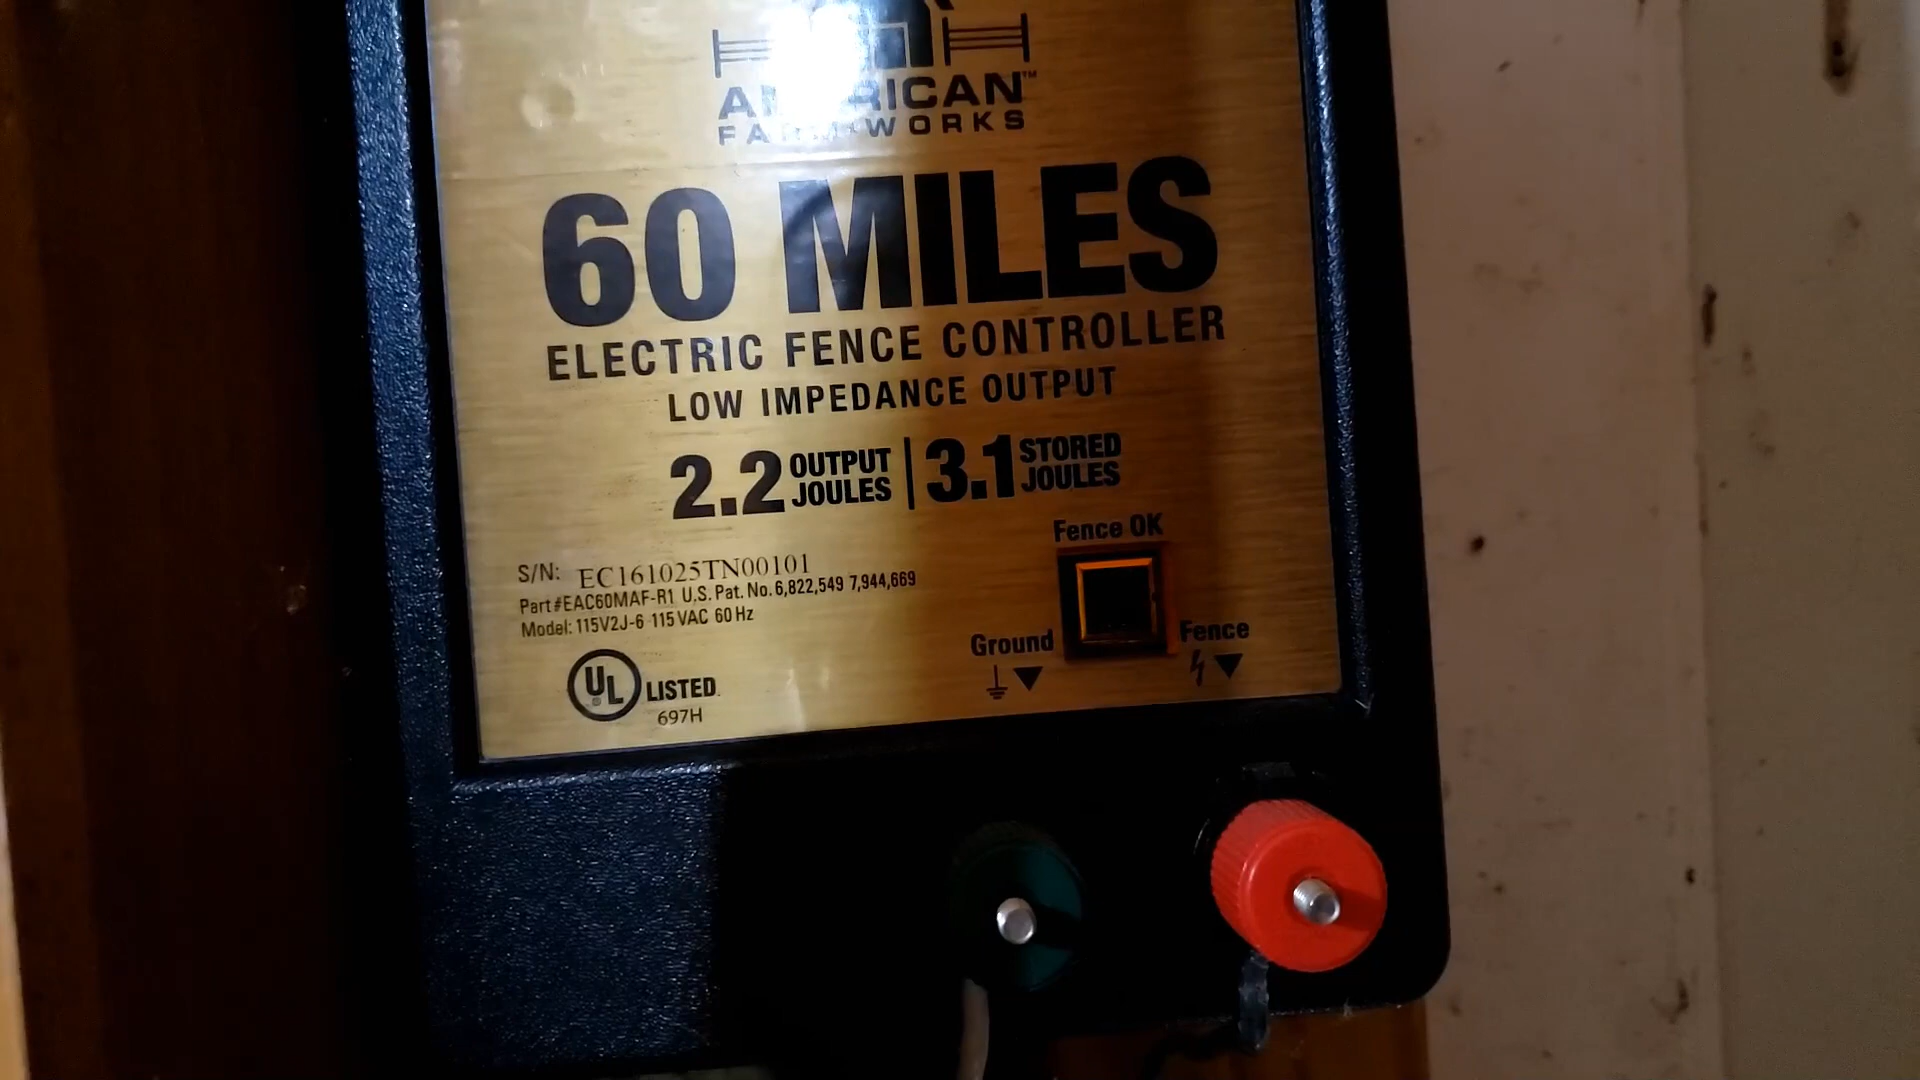 AMERICAN™
FARMWORKS
60 MILES
ELECTRIC FENCE CONTROLLER
LOW IMPEDANCE OUTPUT
2.2 OUTPUT JOULES | 3.1 STORED JOULES
Fence OK
S/N: EC161025TN00101
Part#EAC60MAF-R1 U.S. Pat. No. 6,822,549 7,944,669
Model: 115V2J-6 115 VAC 60 Hz
Ground
Fence
UL® LISTED
697H